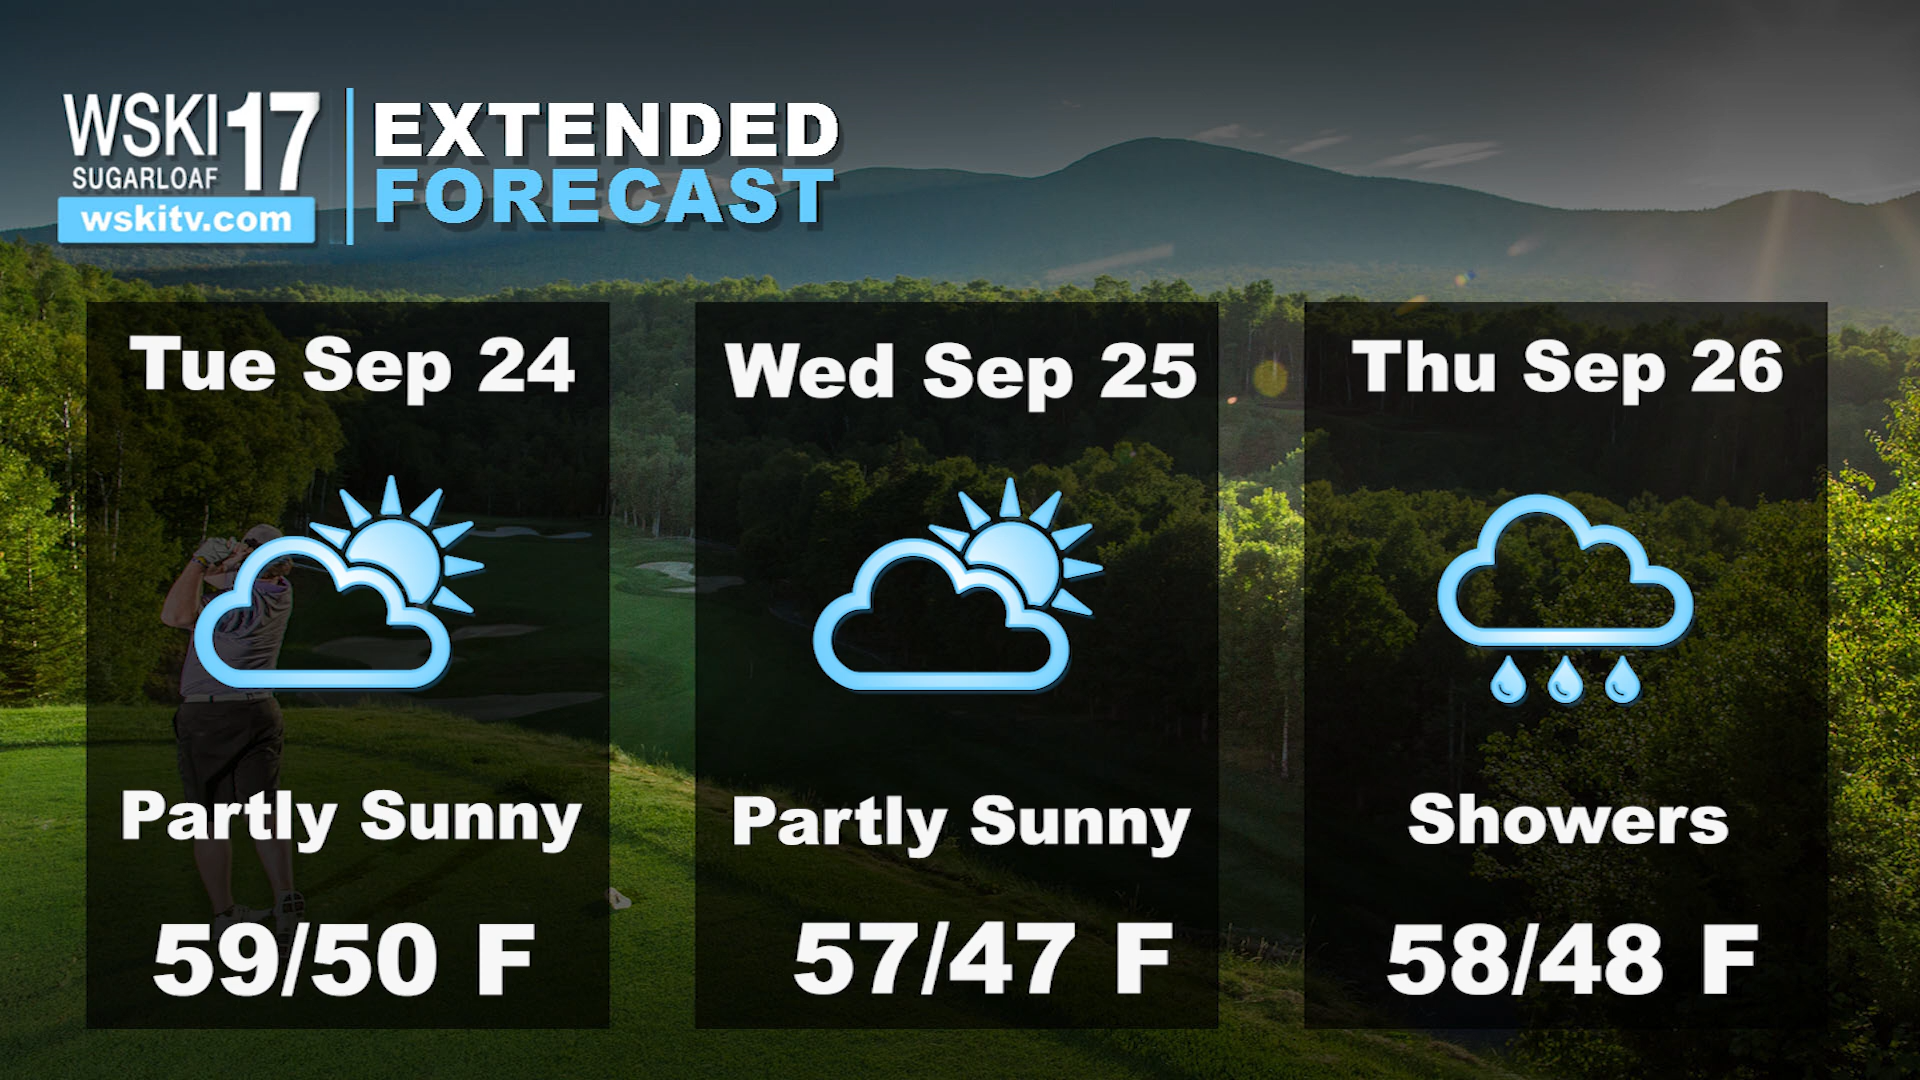 WSKI 17
SUGARLOAF
wskitv.com
EXTENDED
FORECAST
Tue Sep 24
Partly Sunny
59/50 F
Wed Sep 25
Partly Sunny
57/47 F
Thu Sep 26
Showers
58/48 F